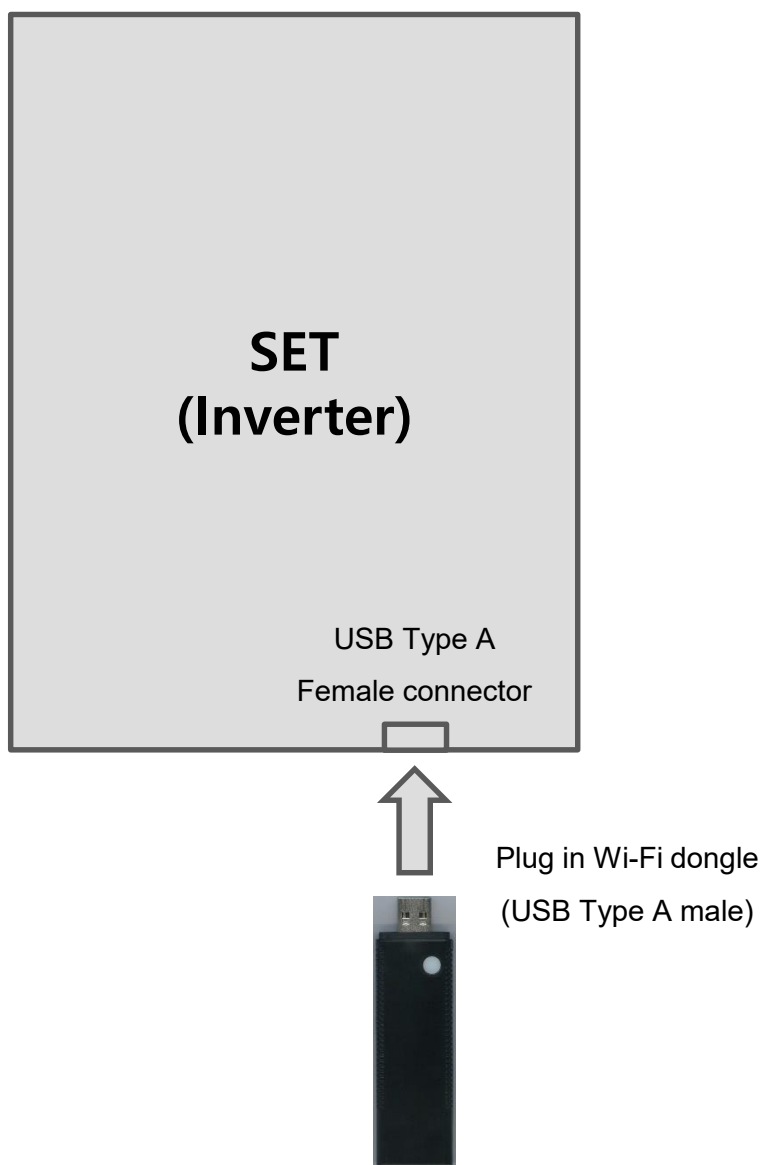 SET
(Inverter)
USB Type A
Female connector
Plug in Wi-Fi dongle
(USB Type A male)